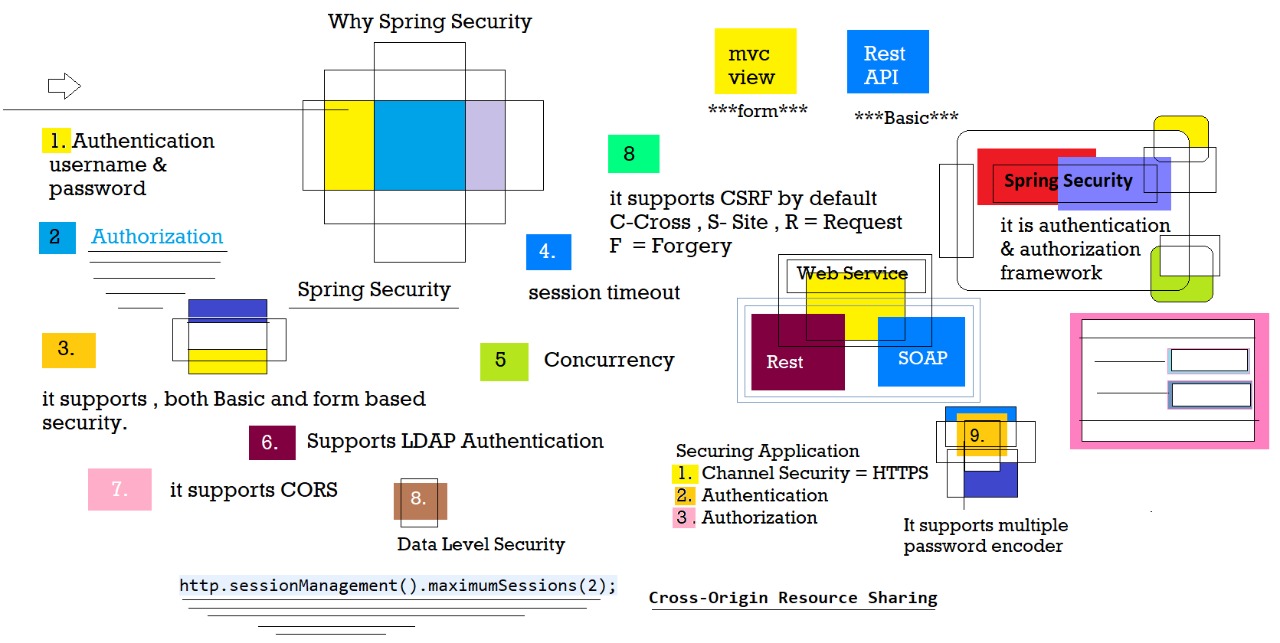 Why Spring Security
mvc
view
***form***
Rest
API
***Basic***
1. Authentication
username &
password
2 Authorization
Spring Security
3.
it supports , both Basic and form based
security.
4.
session timeout
5 Concurrency
6. Supports LDAP Authentication
7. it supports CORS
8.
Data Level Security
http.sessionManagement().maximumSessions(2);
8
it supports CSRF by default
C-Cross , S- Site , R = Request
F = Forgery
Web Service
Rest
SOAP
Spring Security
it is authentication
& authorization
framework
Securing Application
1. Channel Security = HTTPS
2. Authentication
3 . Authorization
9.
It supports multiple
password encoder
Cross-Origin Resource Sharing